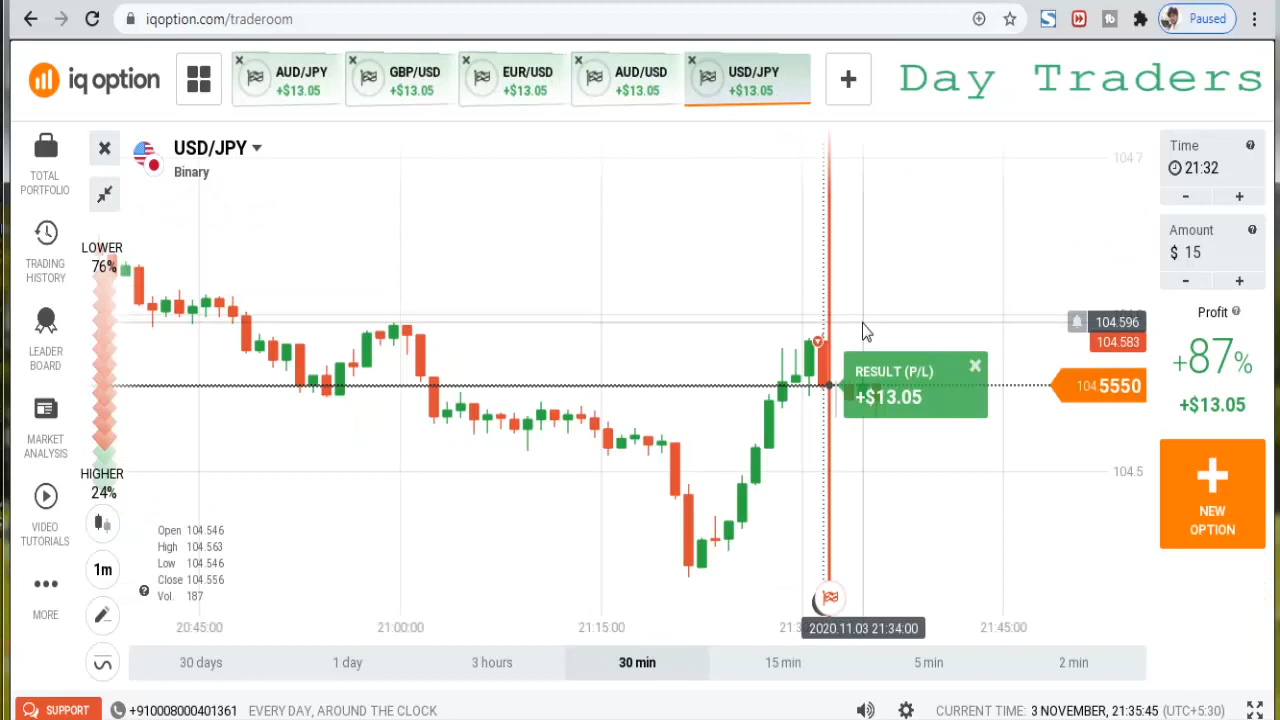 iqoption.com/traderoom
Paused
iq option
AUD/JPY
+$13.05
GBP/USD
+$13.05
EUR/USD
+$13.05
AUD/USD
+$13.05
USD/JPY
+$13.05
Day Traders
TOTAL
PORTFOLIO
TRADING
HISTORY
LEADER
BOARD
MARKET
ANALYSIS
VIDEO
TUTORIALS
MORE
USD/JPY
Binary
LOWER
76%
HIGHER
24%
1m
Open 104.546
High 104.563
Low 104.546
Close 104.556
Vol. 187
RESULT (P/L)
+$13.05
104.7
104.596
104.583
104.5550
104.5
20:45:00
21:00:00
21:15:00
2020.11.03 21:34:00
21:45:00
30 days
1 day
3 hours
30 min
15 min
5 min
2 min
Time
21:32
- +
Amount
$ 15
- +
Profit
+87%
+$13.05
NEW
OPTION
SUPPORT
+910008000401361
EVERY DAY, AROUND THE CLOCK
CURRENT TIME: 3 NOVEMBER, 21:35:45 (UTC+5:30)